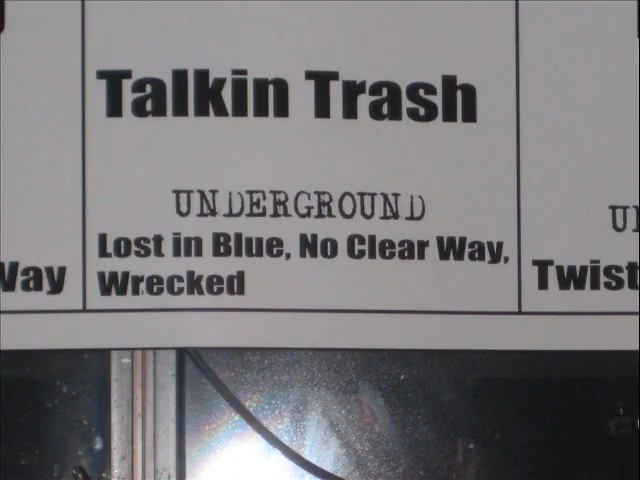 Talkin Trash
UNDERGROUND
Lost in Blue, No Clear Way,
Wrecked
Way
Twist